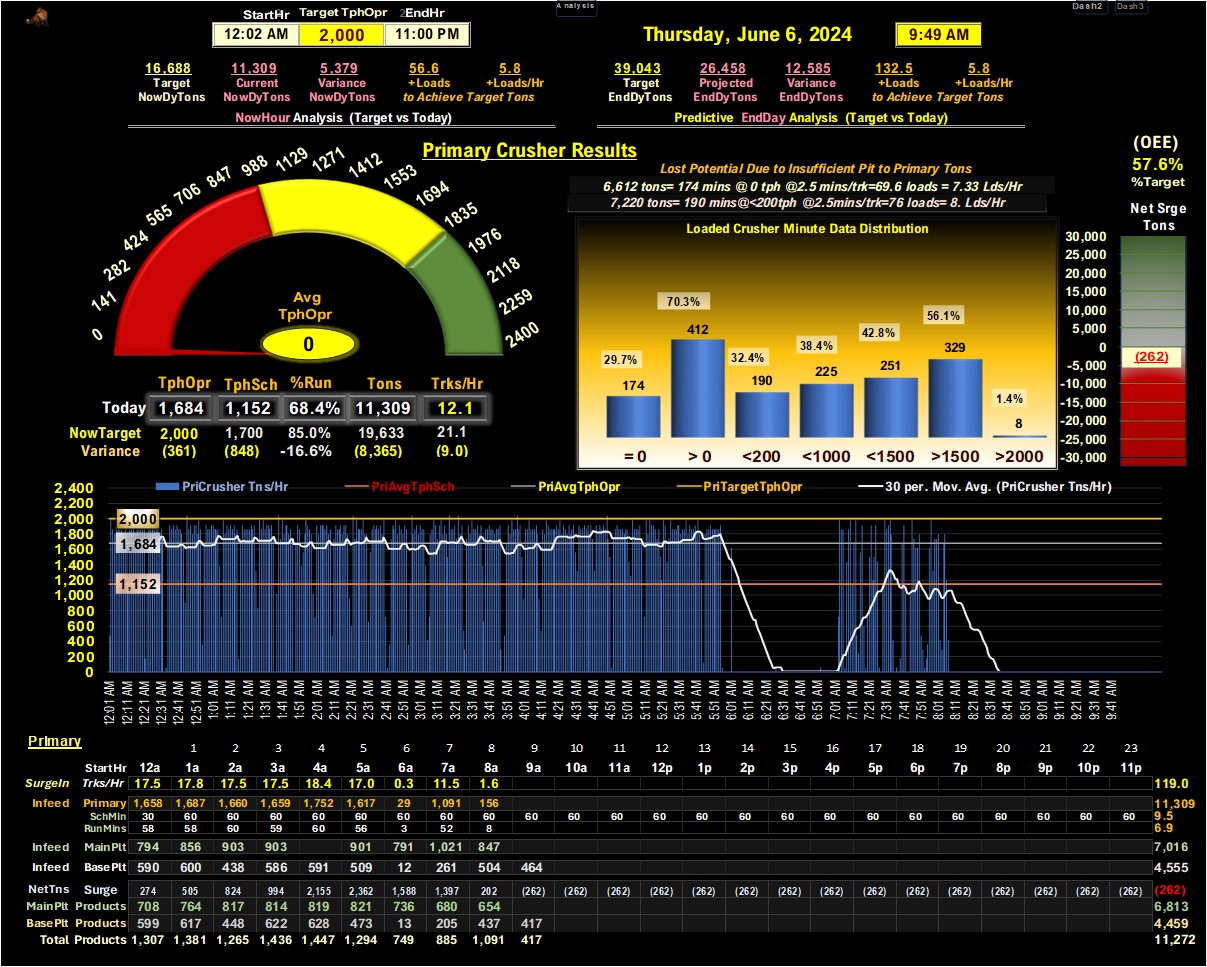 Analysis
Dash2 Dash3
StartHr Target TphOpr 2EndHr
12:02 AM 2,000 11:00 PM
Thursday, June 6, 2024 9:49 AM
16.688 11.309 5.379 56.6 5.8
Target Current Variance +Loads +Loads/Hr
NowDyTons NowDyTons NowDyTons to Achieve Target Tons
NowHour Analysis (Target vs Today)
39.043 26,458 12,585 132.5 5.8
Target Projected Variance +Loads +Loads/Hr
EndDyTons EndDyTons EndDyTons to Achieve Target Tons
Predictive EndDay Analysis (Target vs Today)
Primary Crusher Results
0 141 282 424 565 706 847 988 1129 1271 1412 1553 1694 1835 1976 2118 2259 2400
Avg
TphOpr
0
TphOpr TphSch %Run Tons Trks/Hr
Today 1,684 1,152 68.4% 11,309 12.1
NowTarget 2,000 1,700 85.0% 19,633 21.1
Variance (361) (848) -16.6% (8,365) (9.0)
Lost Potential Due to Insufficient Pit to Primary Tons
6,612 tons= 174 mins @ 0 tph @2.5 mins/trk=69.6 loads = 7.33 Lds/Hr
7,220 tons= 190 mins@<200tph @2.5mins/trk=76 loads= 8. Lds/Hr
Loaded Crusher Minute Data Distribution
29.7% 70.3% 32.4% 38.4% 42.8% 56.1% 1.4%
174 412 190 225 251 329 8
= 0 > 0 <200 <1000 <1500 >1500 >2000
(OEE)
57.6%
%Target
Net Srge
Tons
30,000
25,000
20,000
15,000
10,000
5,000
0
(262)
-5,000
-10,000
-15,000
-20,000
-25,000
-30,000
PriCrusher Tns/Hr PriAvgTphSch PriAvgTphOpr PriTargetTphOpr 30 per. Mov. Avg. (PriCrusher Tns/Hr)
2,400
2,200
2,000 2,000
1,800
1,684
1,600
1,400
1,200
1,152
1,000
800
600
400
200
0
12:01 AM 12:11 AM 12:21 AM 12:31 AM 12:41 AM 12:51 AM 1:01 AM 1:11 AM 1:21 AM 1:31 AM 1:41 AM 1:51 AM 2:01 AM 2:11 AM 2:21 AM 2:31 AM 2:41 AM 2:51 AM 3:01 AM 3:11 AM 3:21 AM 3:31 AM 3:41 AM 3:51 AM 4:01 AM 4:11 AM 4:21 AM 4:31 AM 4:41 AM 4:51 AM 5:01 AM 5:11 AM 5:21 AM 5:31 AM 5:41 AM 5:51 AM 6:01 AM 6:11 AM 6:21 AM 6:31 AM 6:41 AM 6:51 AM 7:01 AM 7:11 AM 7:21 AM 7:31 AM 7:41 AM 7:51 AM 8:01 AM 8:11 AM 8:21 AM 8:31 AM 8:41 AM 8:51 AM 9:01 AM 9:11 AM 9:21 AM 9:31 AM 9:41 AM
Primary
1 2 3 4 5 6 7 8 9 10 11 12 13 14 15 16 17 18 19 20 21 22 23
StartHr 12a 1a 2a 3a 4a 5a 6a 7a 8a 9a 10a 11a 12p 1p 2p 3p 4p 5p 6p 7p 8p 9p 10p 11p
SurgeIn Trks/Hr 17.5 17.8 17.5 17.5 18.4 17.0 0.3 11.5 1.6 119.0
Infeed Primary 1,658 1,687 1,660 1,659 1,752 1,617 29 1,091 156 11,309
SchMin 30 60 60 60 60 60 60 60 60 60 60 60 60 60 60 60 60 60 60 60 60 60 60 60 9.5
RunMins 58 58 60 59 60 56 3 52 8 6.9
Infeed MainPlt 794 856 903 903 901 791 1,021 847 7,016
Infeed BasePlt 590 600 438 586 591 509 12 261 504 464 4,555
NetTns Surge 274 505 824 994 2,155 2,362 1,588 1,397 202 (262) (262) (262) (262) (262) (262) (262) (262) (262) (262) (262) (262) (262) (262) (262) (262)
MainPlt Products 708 764 817 814 819 821 736 680 654 6,813
BasePlt Products 599 617 448 622 628 473 13 205 437 417 4,459
Total Products 1,307 1,381 1,265 1,436 1,447 1,294 749 885 1,091 417 11,272